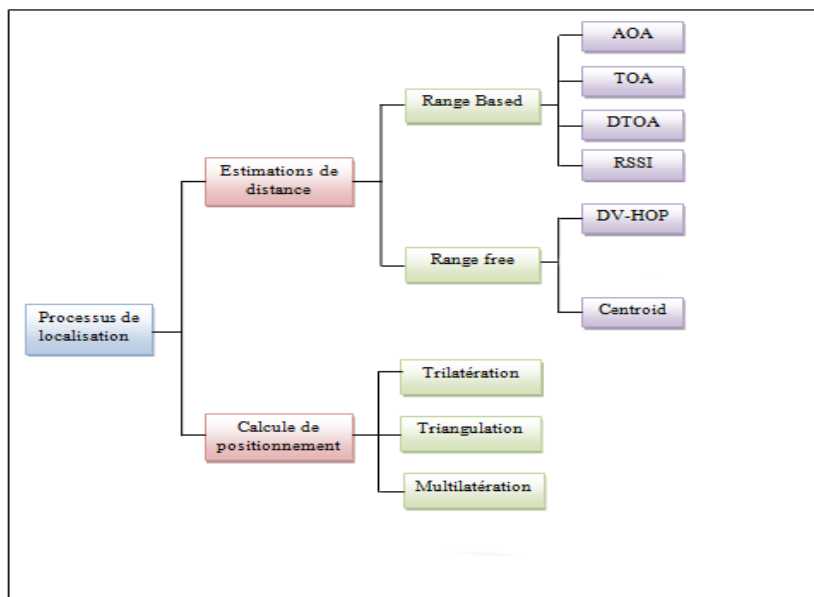 Processus de
localisation
Estimations de
distance
Range Based
AOA
TOA
DTOA
RSSI
Range free
DV-HOP
Centroid
Calcule de
positionnement
Trilatération
Triangulation
Multilatération